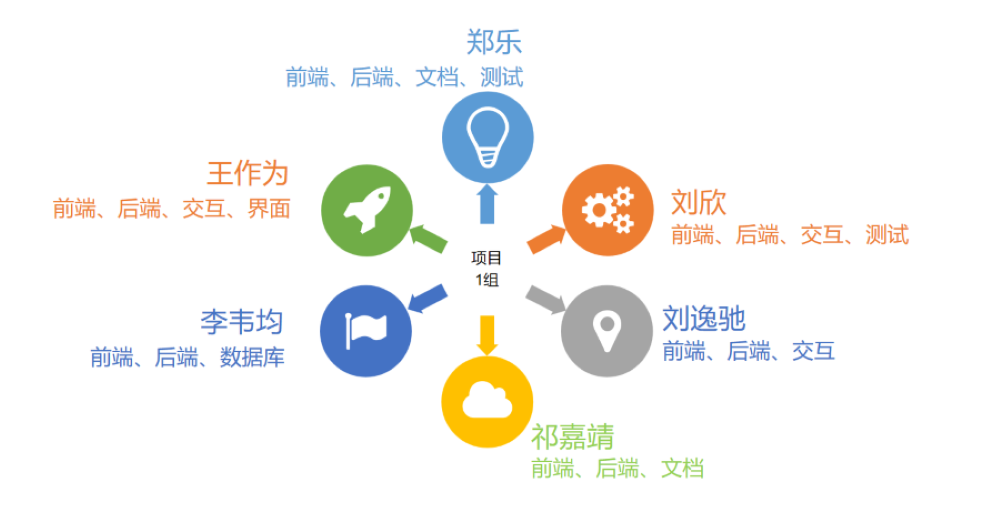 郑乐
前端、后端、文档、测试
王作为
前端、后端、交互、界面
刘欣
前端、后端、交互、测试
项目
1组
李韦均
前端、后端、数据库
刘逸驰
前端、后端、交互
祁嘉靖
前端、后端、文档